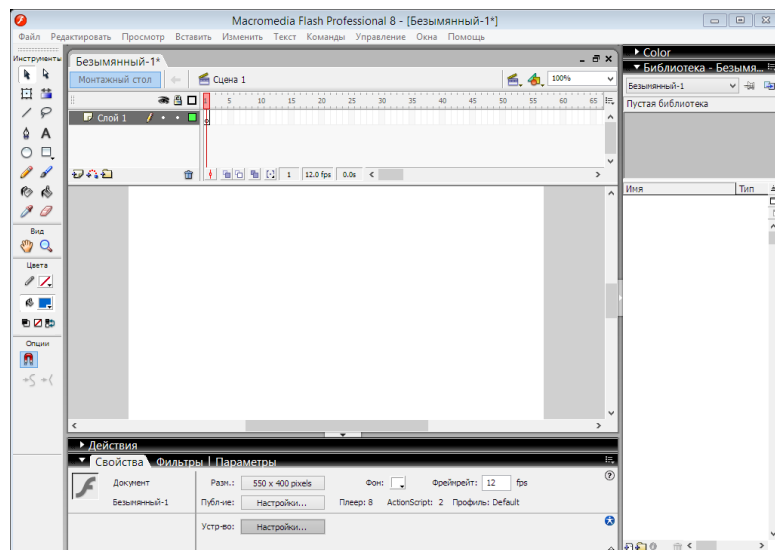 Macromedia Flash Professional 8 - [Безымянный-1*]
Файл Редактировать Просмотр Вставить Изменить Текст Команды Управление Окна Помощь
Инструменты
Вид
Цвета
Опции
Безымянный-1*
Монтажный стол
Сцена 1
100%
1 5 10 15 20 25 30 35 40 45 50 55 60 65
Слой 1
1 12.0 fps 0.0s
Действия
Свойства Фильтры Параметры
Документ
Безымянный-1
Разм.: 550 x 400 pixels Фон: Фреймрейт: 12 fps
Публ-ие: Настройки... Плеер: 8 ActionScript: 2 Профиль: Default
Устр-во: Настройки...
Color
Библиотека - Безымя...
Безымянный-1
Пустая библиотека
Имя Тип